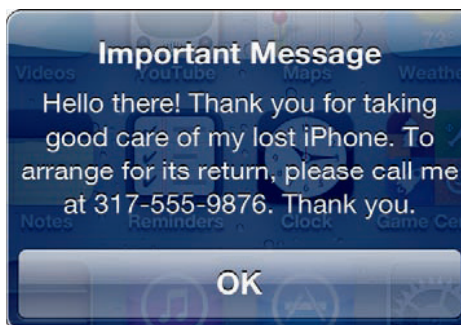 Important Message
Videos YouTube Maps Weathe
Hello there! Thank you for taking
good care of my lost iPhone. To
arrange for its return, please call me
at 317-555-9876. Thank you.
Notes Reminders Clock Game Cen
OK